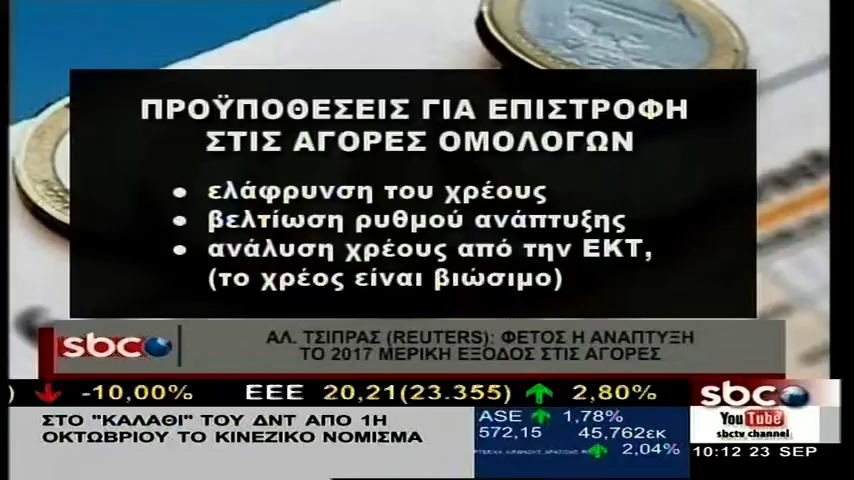 ΠΡΟΫΠΟΘΕΣΕΙΣ ΓΙΑ ΕΠΙΣΤΡΟΦΗ
ΣΤΙΣ ΑΓΟΡΕΣ ΟΜΟΛΟΓΩΝ
• ελάφρυνση του χρέους
• βελτίωση ρυθμού ανάπτυξης
• ανάλυση χρέους από την ΕΚΤ,
(το χρέος είναι βιώσιμο)
sbc
ΑΛ. ΤΣΙΠΡΑΣ (REUTERS): ΦΕΤΟΣ Η ΑΝΑΠΤΥΞΗ
ΤΟ 2017 ΜΕΡΙΚΗ ΕΞΟΔΟΣ ΣΤΙΣ ΑΓΟΡΕΣ
) -10,00% ΕΕΕ 20,21(23.355) 2,80%
sbc
ΣΤΟ "ΚΑΛΑΘΙ" ΤΟΥ ΔΝΤ ΑΠΟ 1Η
ΟΚΤΩΒΡΙΟΥ ΤΟ ΚΙΝΕΖΙΚΟ ΝΟΜΙΣΜΑ
ASE 1,78%
572,15 45,762εκ
2,04%
YouTube
sbctv channel
10:12 23 SEP